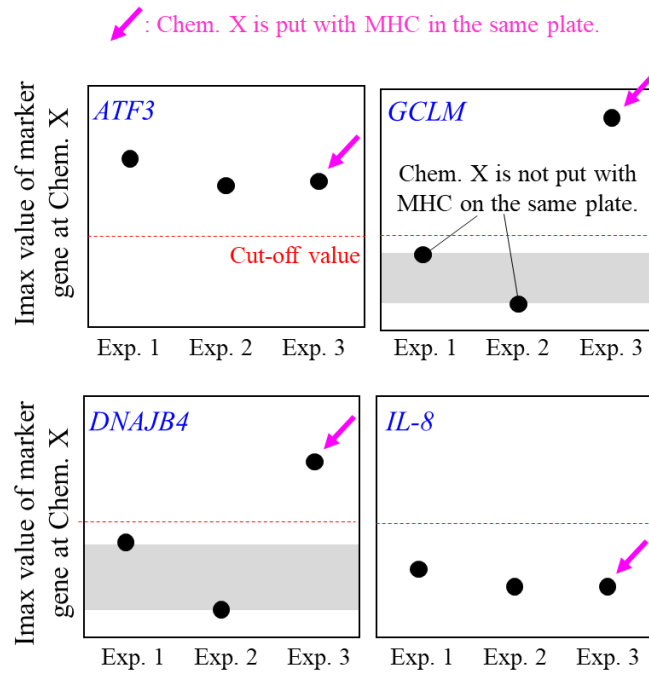 : Chem. X is put with MHC in the same plate.
Imax value of marker
gene at Chem. X
ATF3
Cut-off value
Exp. 1 Exp. 2 Exp. 3
GCLM
Chem. X is not put with
MHC on the same plate.
Exp. 1 Exp. 2 Exp. 3
Imax value of marker
gene at Chem. X
DNAJB4
Exp. 1 Exp. 2 Exp. 3
IL-8
Exp. 1 Exp. 2 Exp. 3